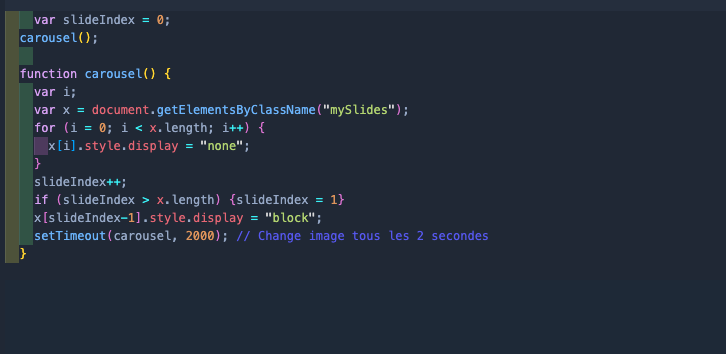 var slideIndex = 0;
carousel();
function carousel() {
var i;
var x = document.getElementsByClassName("mySlides");
for (i = 0; i < x.length; i++) {
x[i].style.display = "none";
}
slideIndex++;
if (slideIndex > x.length) {slideIndex = 1}
x[slideIndex-1].style.display = "block";
setTimeout(carousel, 2000); // Change image tous les 2 secondes
}